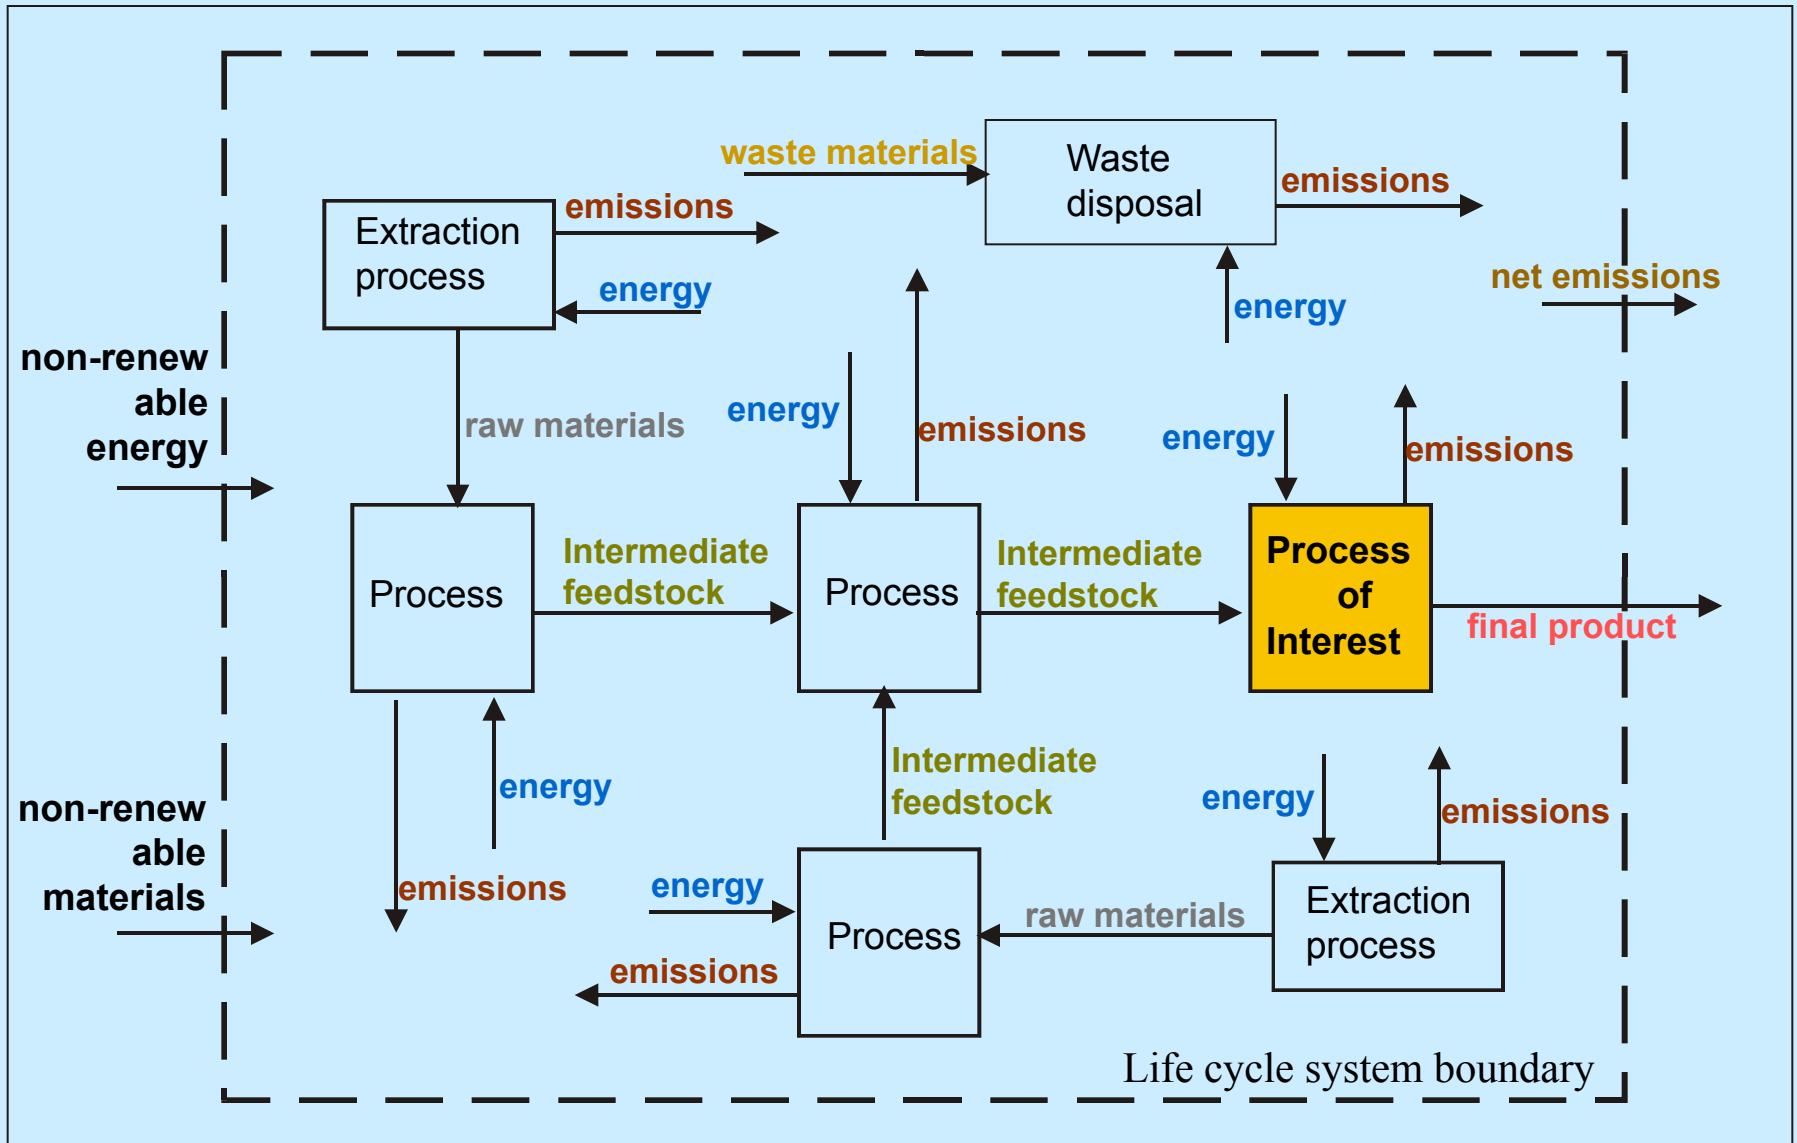 waste materials
Waste
disposal
emissions
Extraction
process
emissions
energy
energy
net emissions
non-renew
able
energy
raw materials
energy
emissions
energy
emissions
Process
Intermediate
feedstock
Process
Intermediate
feedstock
Process
of
Interest
final product
non-renew
able
materials
energy
emissions
Intermediate
feedstock
energy
emissions
energy
emissions
Process
raw materials
Extraction
process
Life cycle system boundary